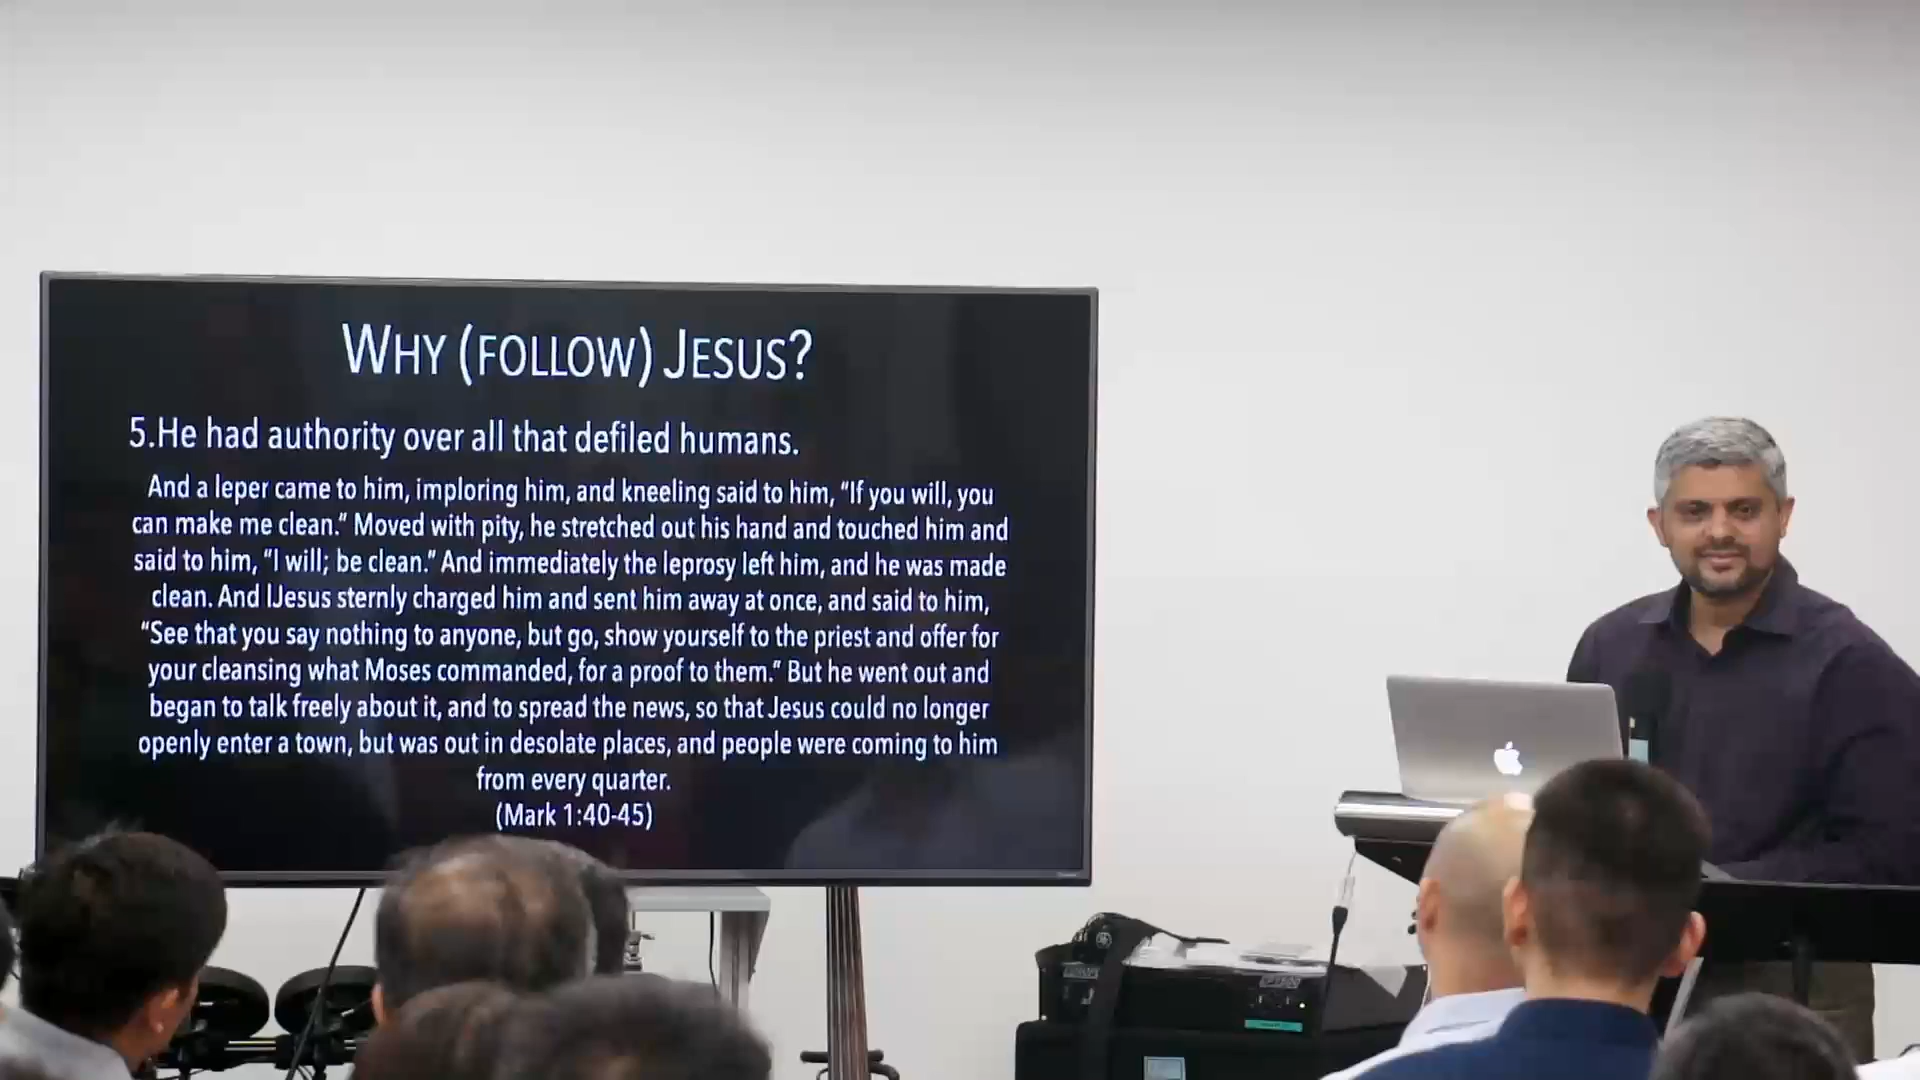 WHY (FOLLOW) JESUS?
5.He had authority over all that defiled humans.
And a leper came to him, imploring him, and kneeling said to him, “If you will, you
can make me clean.” Moved with pity, he stretched out his hand and touched him and
said to him, “I will; be clean.” And immediately the leprosy left him, and he was made
clean. And lJesus sternly charged him and sent him away at once, and said to him,
“See that you say nothing to anyone, but go, show yourself to the priest and offer for
your cleansing what Moses commanded, for a proof to them.” But he went out and
began to talk freely about it, and to spread the news, so that Jesus could no longer
openly enter a town, but was out in desolate places, and people were coming to him
from every quarter.
(Mark 1:40-45)